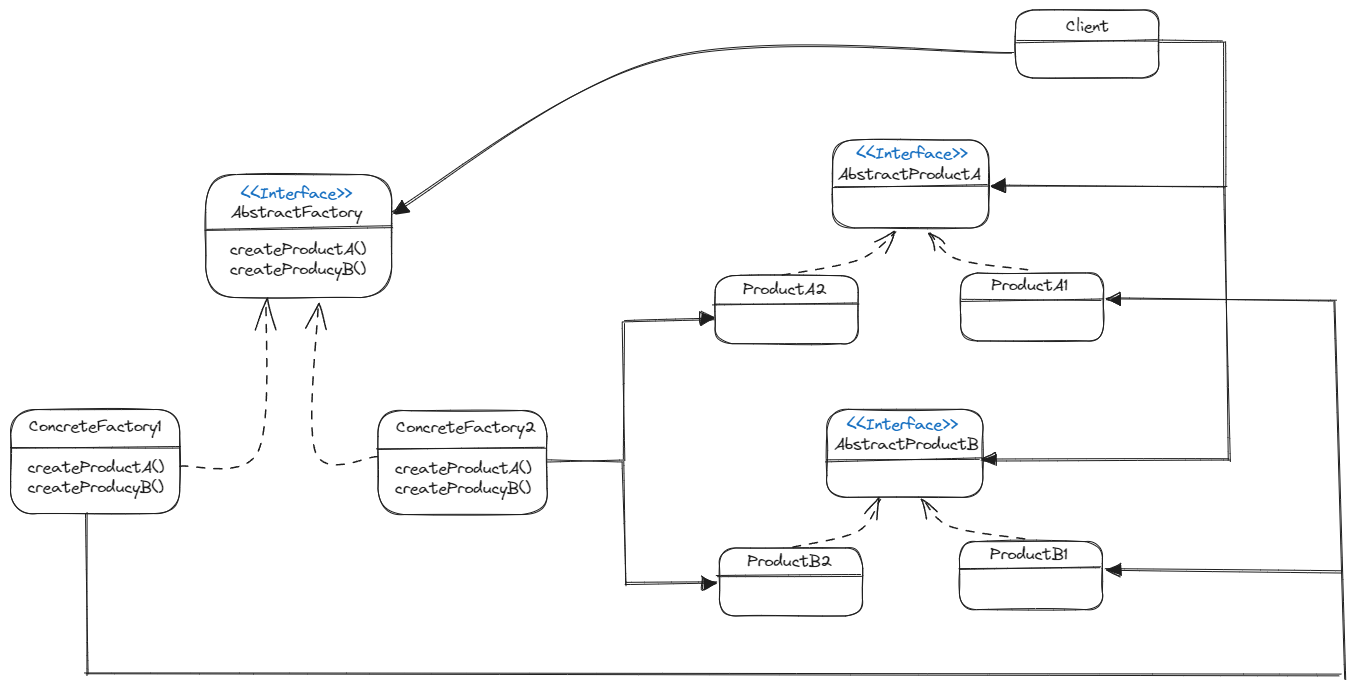 Client
<<Interface>>
AbstractProductA
<<Interface>>
AbstractFactory
createProductA()
createProducyB()
ProductA2
ProductA1
ConcreteFactory1
createProductA()
createProducyB()
ConcreteFactory2
createProductA()
createProducyB()
<<Interface>>
AbstractProductB
ProductB2
ProductB1